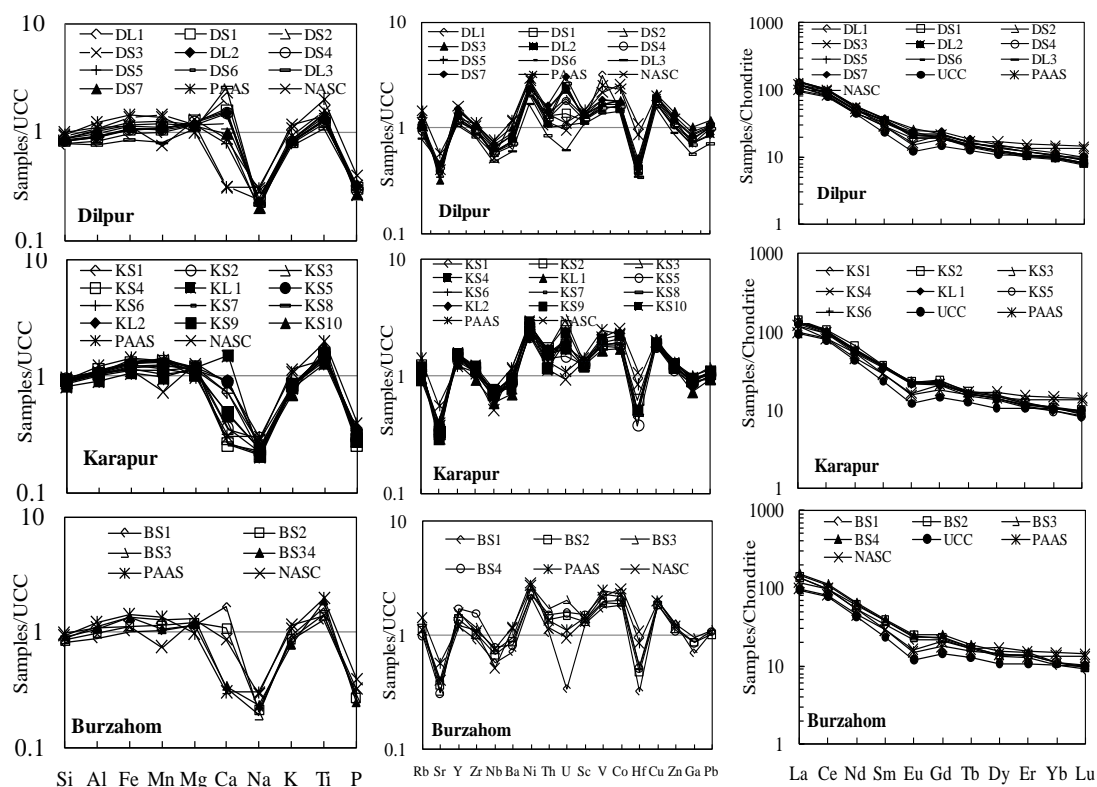 10
DL1 DS1 DS2
DS3 DL2 DS4
DS5 DS6 DL3
DS7 PAAS NASC
Samples/UCC
1
Dilpur
0.1
10
DL1 DS1 DS2
DS3 DL2 DS4
DS5 DS6 DL3
DS7 PAAS NASC
Samples/UCC
1
Dilpur
0.1
1000
DL1 DS1 DS2
DS3 DL2 DS4
DS5 DS6 DL3
DS7 UCC PAAS
NASC
100
Samples/Chondrite
10
Dilpur
1
10
KS1 KS2 KS3
KS4 KL1 KS5
KS6 KS7 KS8
KL2 KS9 KS10
PAAS NASC
Samples/UCC
1
Karapur
0.1
10
KS1 KS2 KS3
KS4 KL1 KS5
KS6 KS7 KS8
KL2 KS9 KS10
PAAS NASC
Samples/UCC
1
Karapur
0.1
1000
KS1 KS2 KS3
KS4 KL1 KS5
KS6 UCC PAAS
100
Samples/Chondrite
10
Karapur
1
10
BS1 BS2
BS3 BS34
PAAS NASC
Samples/UCC
1
Burzahom
0.1
Si Al Fe Mn Mg Ca Na K Ti P
10
BS1 BS2 BS3
BS4 PAAS NASC
Samples/UCC
1
Burzahom
0.1
Rb Sr Y Zr Nb Ba Ni Th U Sc V Co Hf Cu Zn Ga Pb
1000
BS1 BS2 BS3
BS4 UCC PAAS
NASC
100
Samples/Chondrite
10
Burzahom
1
La Ce Nd Sm Eu Gd Tb Dy Er Yb Lu